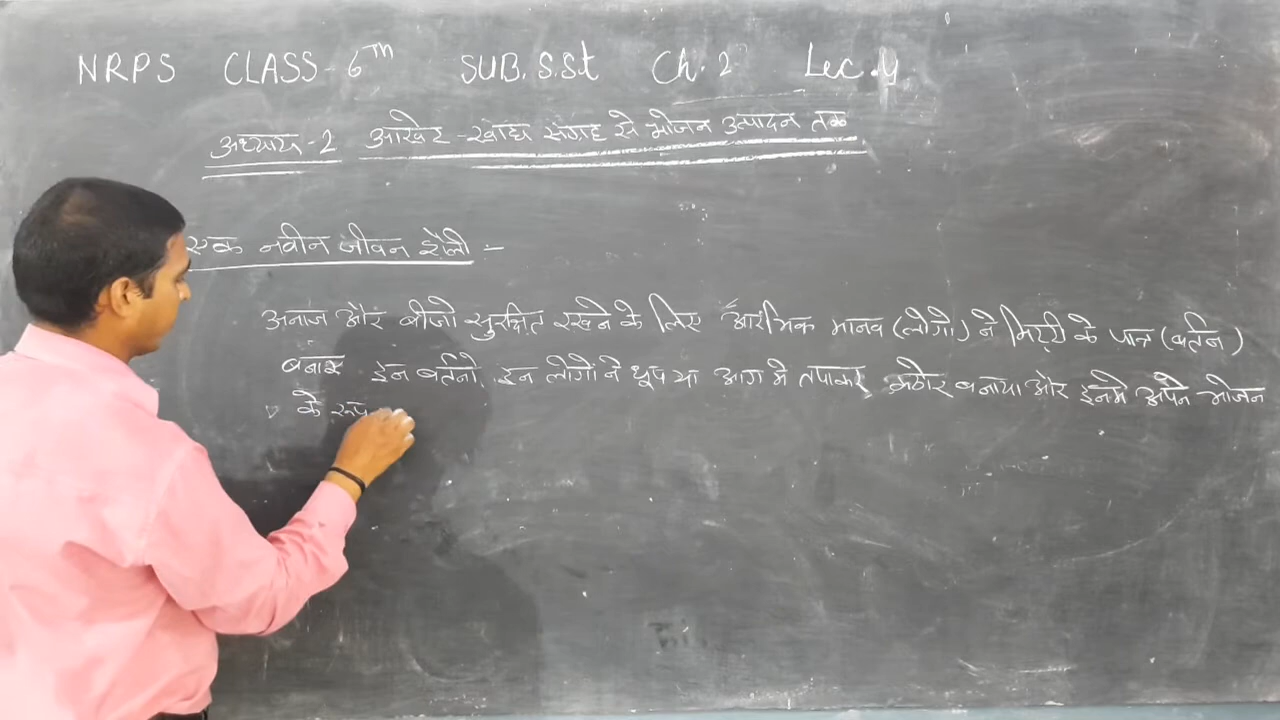 NRPS CLASS-6TH SUB. S.St Ch. 2 Lec. 4
अध्याय-2 आखेट-खाद्य संग्रह से भोजन उत्पादन तक
एक नवीन जीवन शैली :-
अनाज और बीजो सुरक्षित रखने के लिए आरंभिक मानव (लोगो) ने मिट्टी के पात्र (बर्तन)
बनाए इन बर्तनो, इन लोगो ने धूप या आग मे तपाकर कठोर बनाया और इनमे अपने भोजन
के रूप